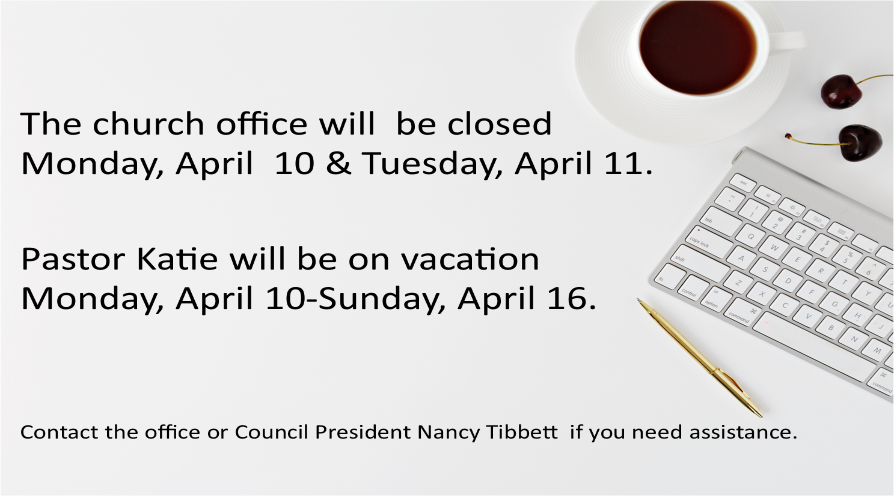 The church office will  be closed
Monday, April  10 & Tuesday, April 11.
Pastor Katie will be on vacation
Monday, April 10-Sunday, April 16.
Contact the office or Council President Nancy Tibbett  if you need assistance.